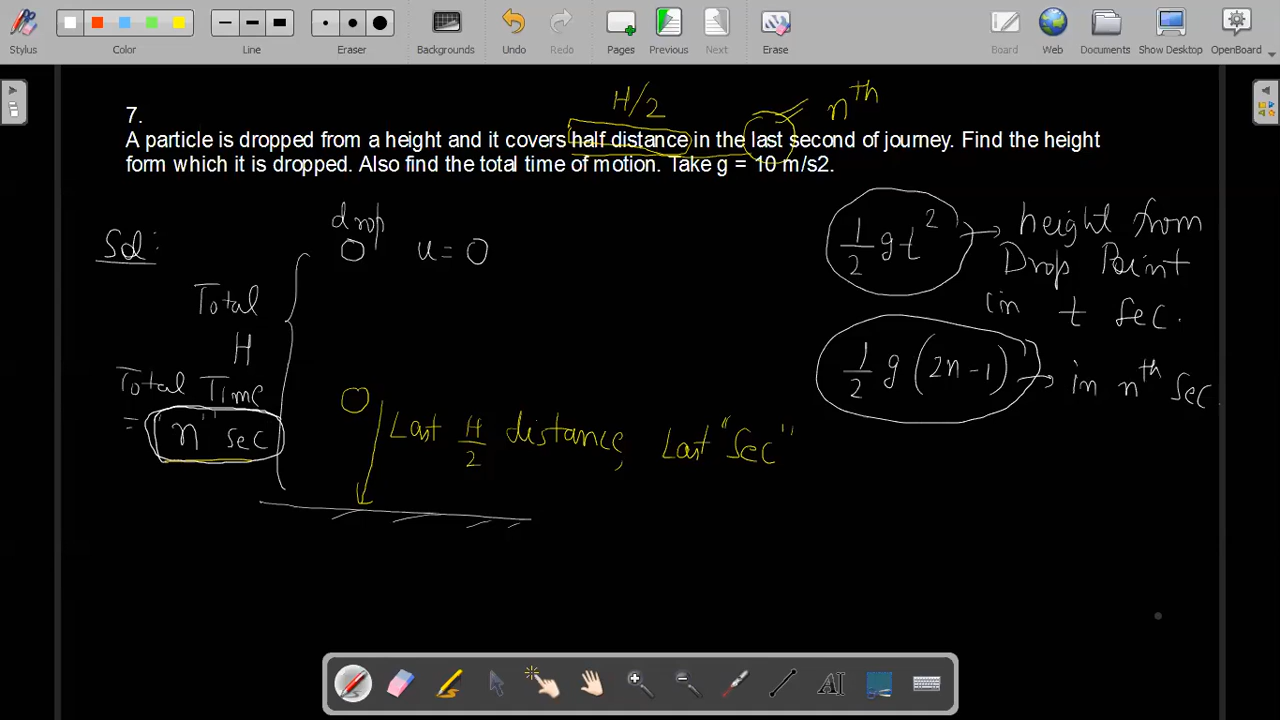 Stylus Color Line Eraser Backgrounds Undo Redo Pages Previous Next Erase Board Web Documents Show Desktop OpenBoard
H/2 nth
7.
A particle is dropped from a height and it covers half distance in the last second of journey. Find the height
form which it is dropped. Also find the total time of motion. Take g = 10 m/s2.
Sol:
drop
u = 0
Total
H
Total Time
= "n" sec
Last H/2 distance, Last "Sec"
1/2 gt² → height from
Drop Point
in t sec.
1/2 g (2n-1) → in nth sec.